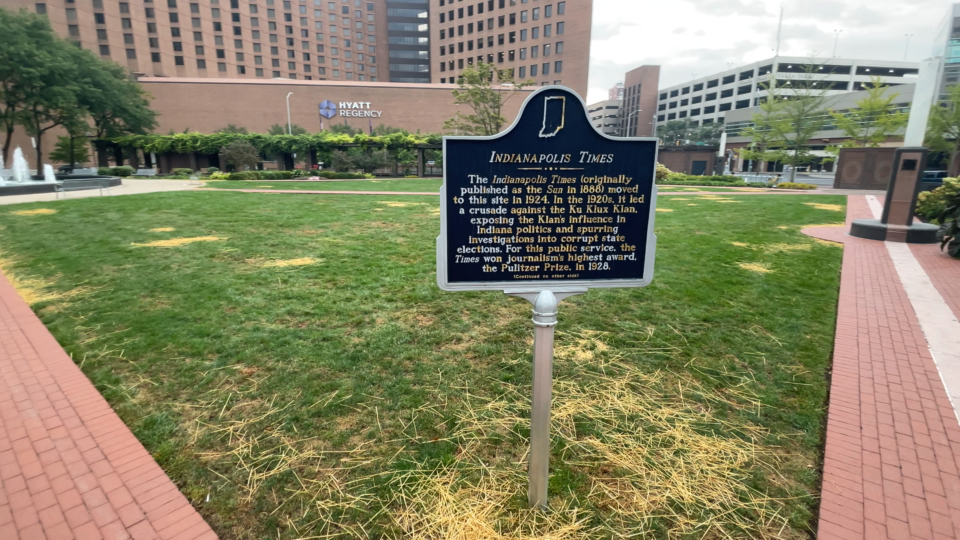 HYATT
REGENCY
INDIANAPOLIS TIMES
The Indianapolis Times (originally
published as the Sun in 1888) moved
to this site in 1924. In the 1920s, it led
a crusade against the Ku Klux Klan,
exposing the Klan's influence in
Indiana politics and spurring
investigations into corrupt state
elections. For this public service, the
Times won journalism's highest award,
the Pulitzer Prize, in 1928.
(Continued on other side)